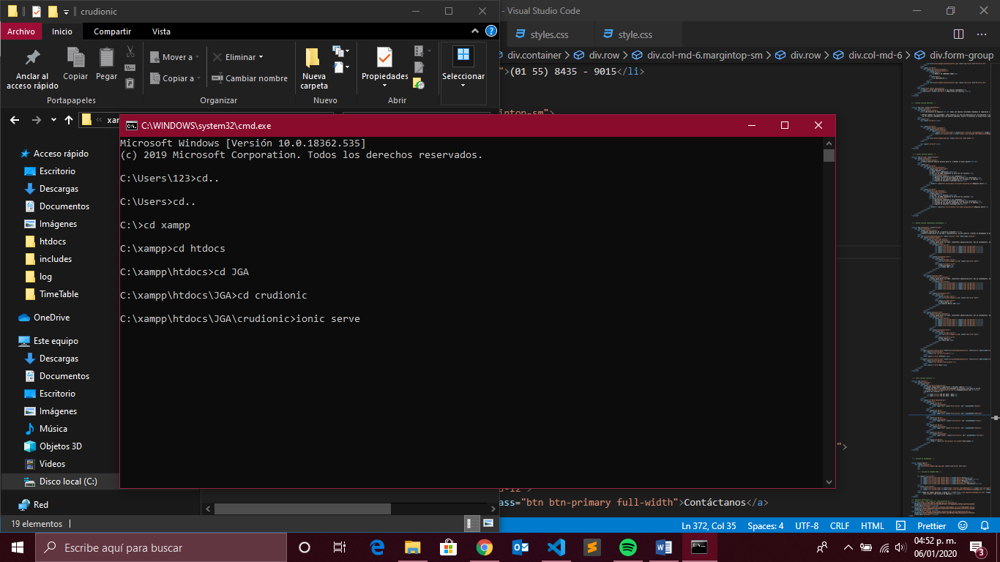 crudionic
- Visual Studio Code
Archivo Inicio Compartir Vista
styles.css style.css
Anclar al acceso rápido
Copiar
Pegar
Mover a
Copiar a
Eliminar
Cambiar nombre
Nueva carpeta
Propiedades
Seleccionar
Portapapeles Organizar Nuevo Abrir
div.container div.row div.col-md-6.margintop-sm div.row div.col-md-6 div.form-group
">(01 55) 8435 - 9015</li>
C:\WINDOWS\system32\cmd.exe
Microsoft Windows [Versión 10.0.18362.535]
(c) 2019 Microsoft Corporation. Todos los derechos reservados.
C:\Users\123>cd..
C:\Users>cd..
C:\>cd xampp
C:\xampp>cd htdocs
C:\xampp\htdocs>cd JGA
C:\xampp\htdocs\JGA>cd crudionic
C:\xampp\htdocs\JGA\crudionic>ionic serve
Acceso rápido
Escritorio
Descargas
Documentos
Imágenes
htdocs
includes
log
TimeTable
OneDrive
Este equipo
Descargas
Documentos
Escritorio
Imágenes
Música
Objetos 3D
Videos
Disco local (C:)
Red
19 elementos
">
ass="btn btn-primary full-width">Contáctanos</a>
Ln 372, Col 35 Spaces: 4 UTF-8 CRLF HTML Prettier
Escribe aquí para buscar
04:52 p. m.
06/01/2020
3